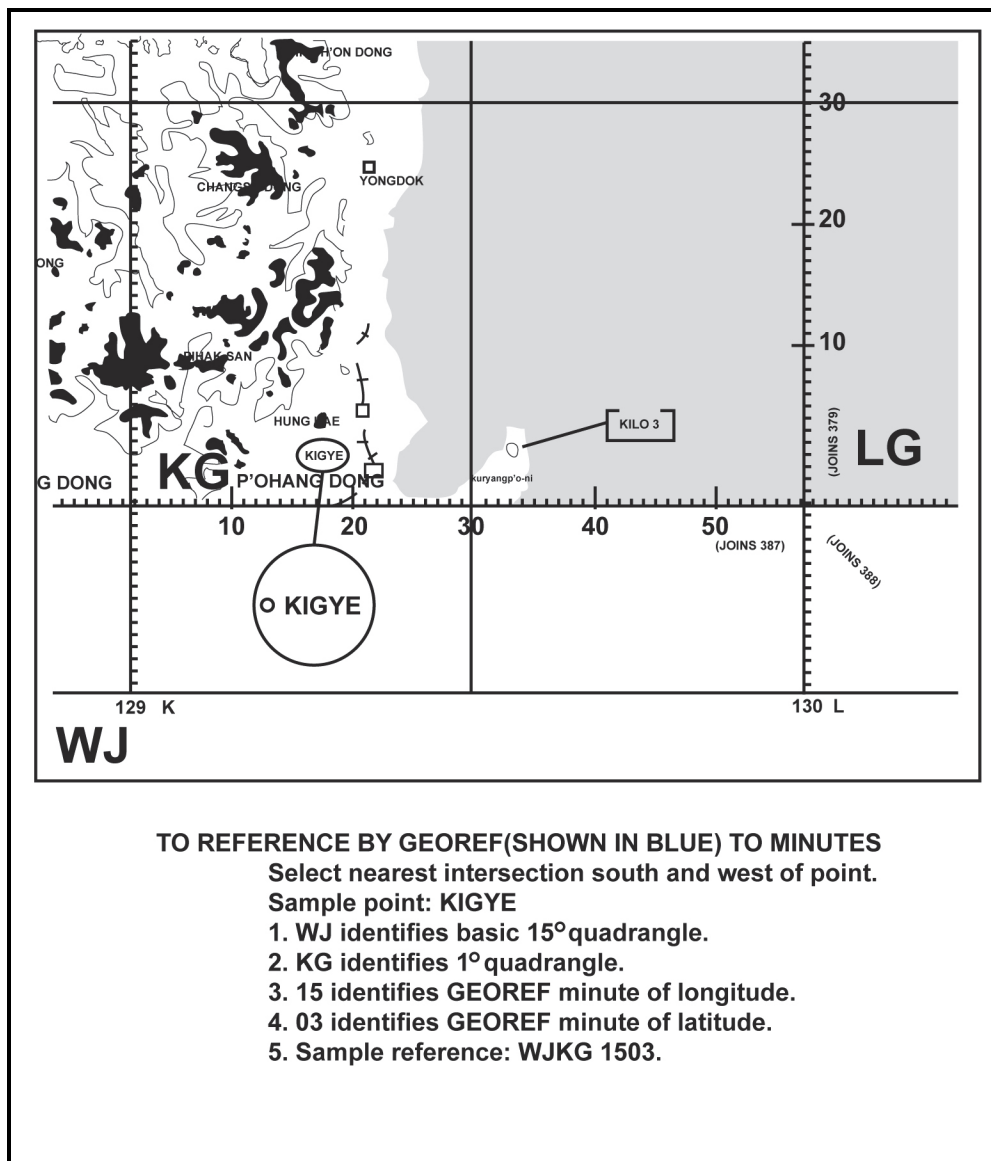 H'ON DONG
30
YONGDOK
DONG
20
ONG
10
PIHAK SAN
HUNG HAE
KILO 3
(JOINS 379)
LG
KIGYE
KG
P'OHANG DONG
G DONG
kuryangp'o-ni
10
20
30
40
50
(JOINS 387)
(JOINS 388)
KIGYE
129 K
130 L
WJ
TO REFERENCE BY GEOREF(SHOWN IN BLUE) TO MINUTES
Select nearest intersection south and west of point.
Sample point: KIGYE
1. WJ identifies basic 15° quadrangle.
2. KG identifies 1° quadrangle.
3. 15 identifies GEOREF minute of longitude.
4. 03 identifies GEOREF minute of latitude.
5. Sample reference: WJKG 1503.